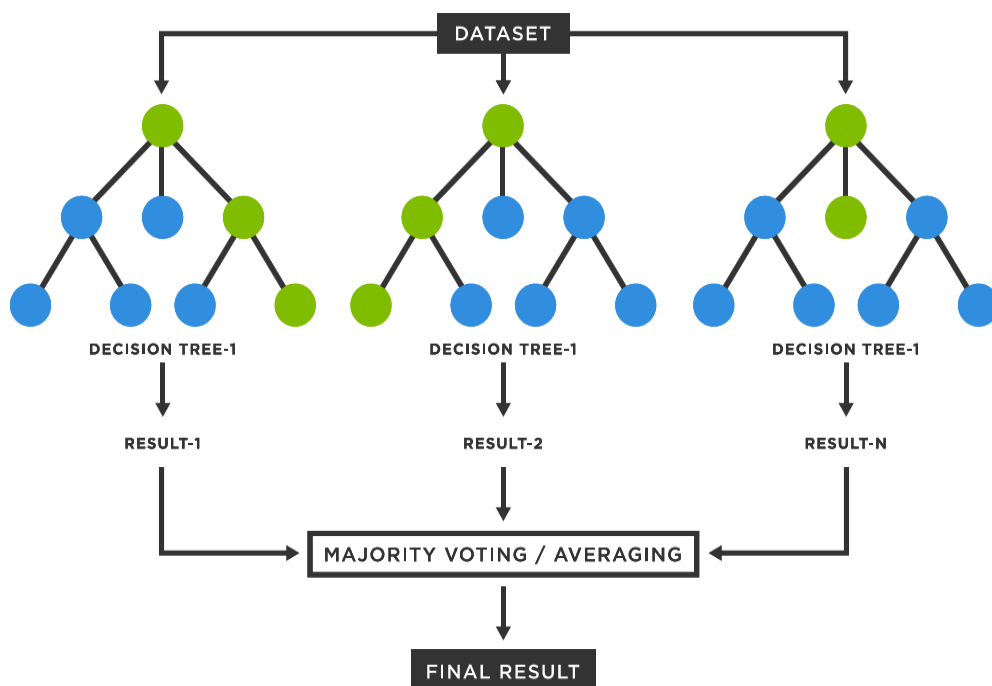 DATASET
DECISION TREE-1
DECISION TREE-1
DECISION TREE-1
RESULT-1
RESULT-2
RESULT-N
MAJORITY VOTING / AVERAGING
FINAL RESULT